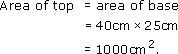 Area of top = area of base
= 40cm × 25cm
= 1000cm².